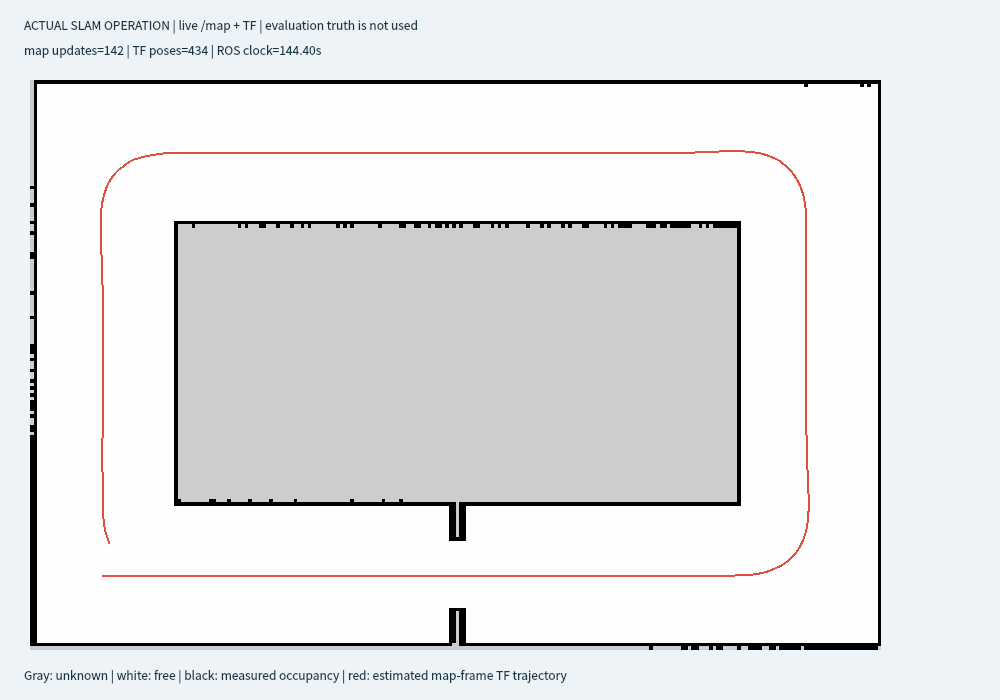 ACTUAL SLAM OPERATION | live /map + TF | evaluation truth is not used
map updates=142 | TF poses=434 | ROS clock=144.40s
Gray: unknown | white: free | black: measured occupancy | red: estimated map-frame TF trajectory